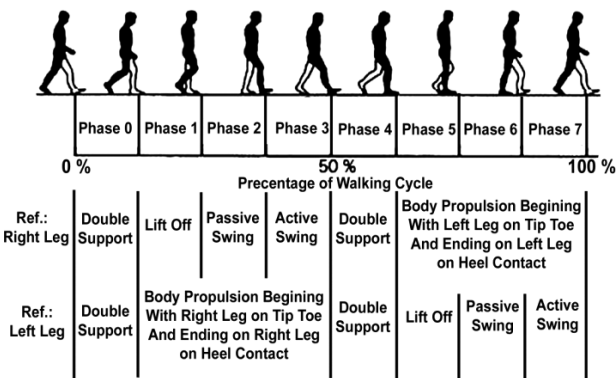 Phase 0 Phase 1 Phase 2 Phase 3 Phase 4 Phase 5 Phase 6 Phase 7
0 % 50 % 100 %
Precentage of Walking Cycle
Ref.:
Right Leg
Double
Support
Lift Off
Passive
Swing
Active
Swing
Double
Support
Body Propulsion Begining
With Left Leg on Tip Toe
And Ending on Left Leg
on Heel Contact
Ref.:
Left Leg
Double
Support
Body Propulsion Begining
With Right Leg on Tip Toe
And Ending on Right Leg
on Heel Contact
Double
Support
Lift Off
Passive
Swing
Active
Swing